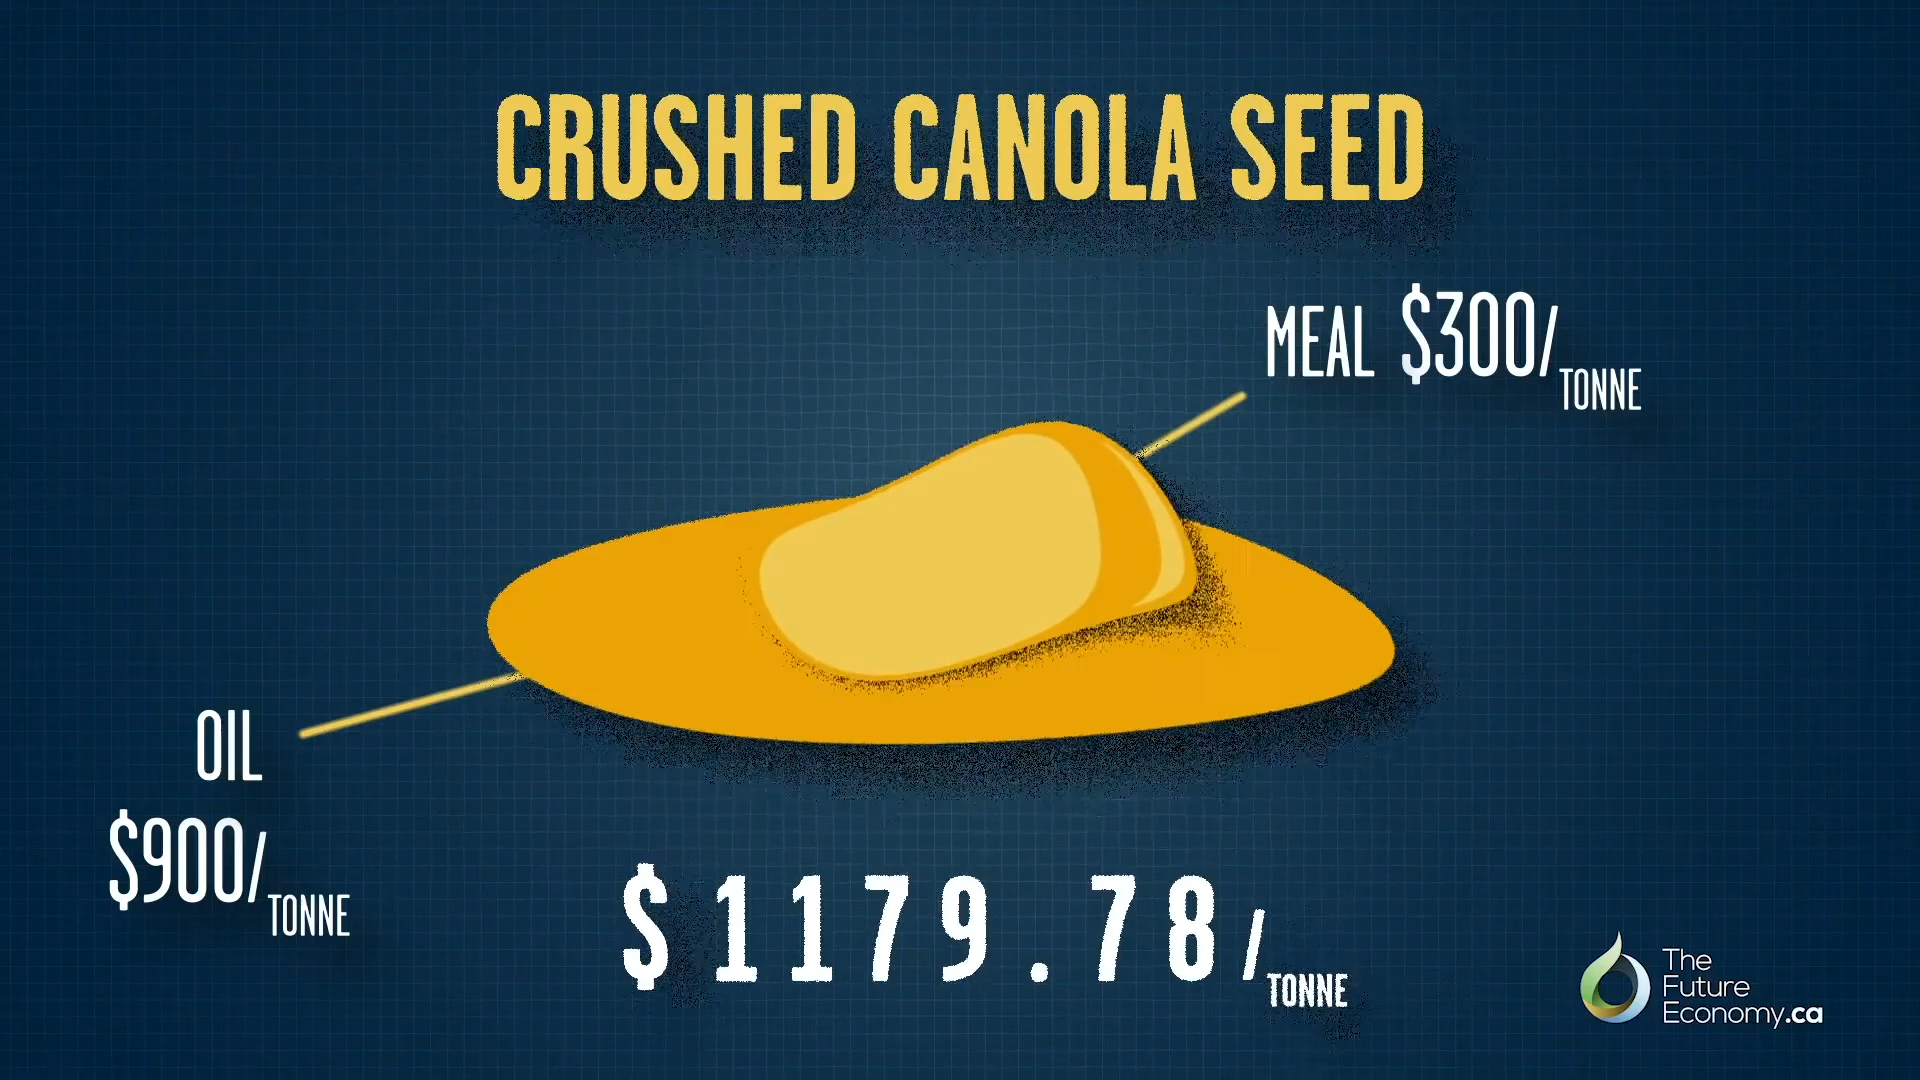 CRUSHED CANOLA SEED
MEAL $300/TONNE
OIL
$900/TONNE
$1179.78/TONNE
The
Future
Economy.ca